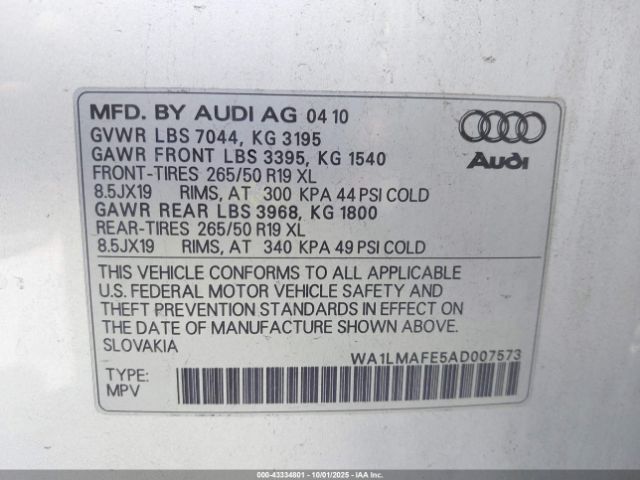 MFD. BY AUDI AG 04 10
GVWR LBS 7044, KG 3195
GAWR FRONT LBS 3395, KG 1540
FRONT-TIRES 265/50 R19 XL
8.5JX19 RIMS, AT 300 KPA 44 PSI COLD
GAWR REAR LBS 3968, KG 1800
REAR-TIRES 265/50 R19 XL
8.5JX19 RIMS, AT 340 KPA 49 PSI COLD
Audi
THIS VEHICLE CONFORMS TO ALL APPLICABLE
U.S. FEDERAL MOTOR VEHICLE SAFETY AND
THEFT PREVENTION STANDARDS IN EFFECT ON
THE DATE OF MANUFACTURE SHOWN ABOVE.
SLOVAKIA
WA1LMAFE5AD007573
TYPE:
MPV
000-43334801 - 10/01/2025 - IAA Inc.